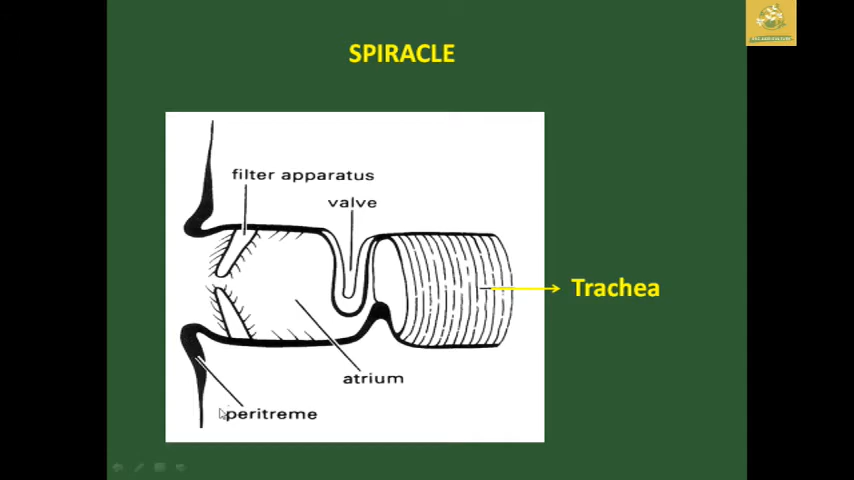 SPIRACLE
filter apparatus
valve
Trachea
atrium
peritreme